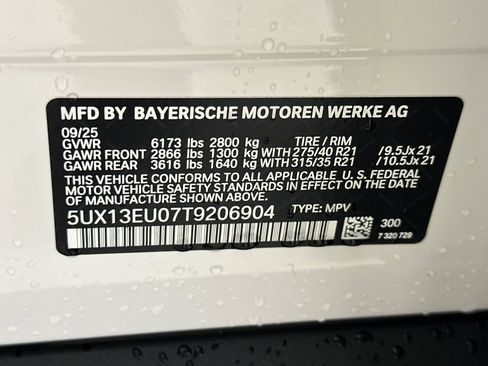 MFD BY BAYERISCHE MOTOREN WERKE AG
09/25
GVWR 6173 lbs 2800 kg TIRE / RIM
GAWR FRONT 2866 lbs 1300 kg WITH 275/40 R21 / 9.5Jx 21
GAWR REAR 3616 lbs 1640 kg WITH 315/35 R21 / 10.5Jx 21
THIS VEHICLE CONFORMS TO ALL APPLICABLE U. S. FEDERAL
MOTOR VEHICLE SAFETY STANDARDS IN EFFECT ON THE DATE
OF MANUFACTURE SHOWN ABOVE.
5UX13EU07T9206904 TYPE: MPV
300
7 320 729